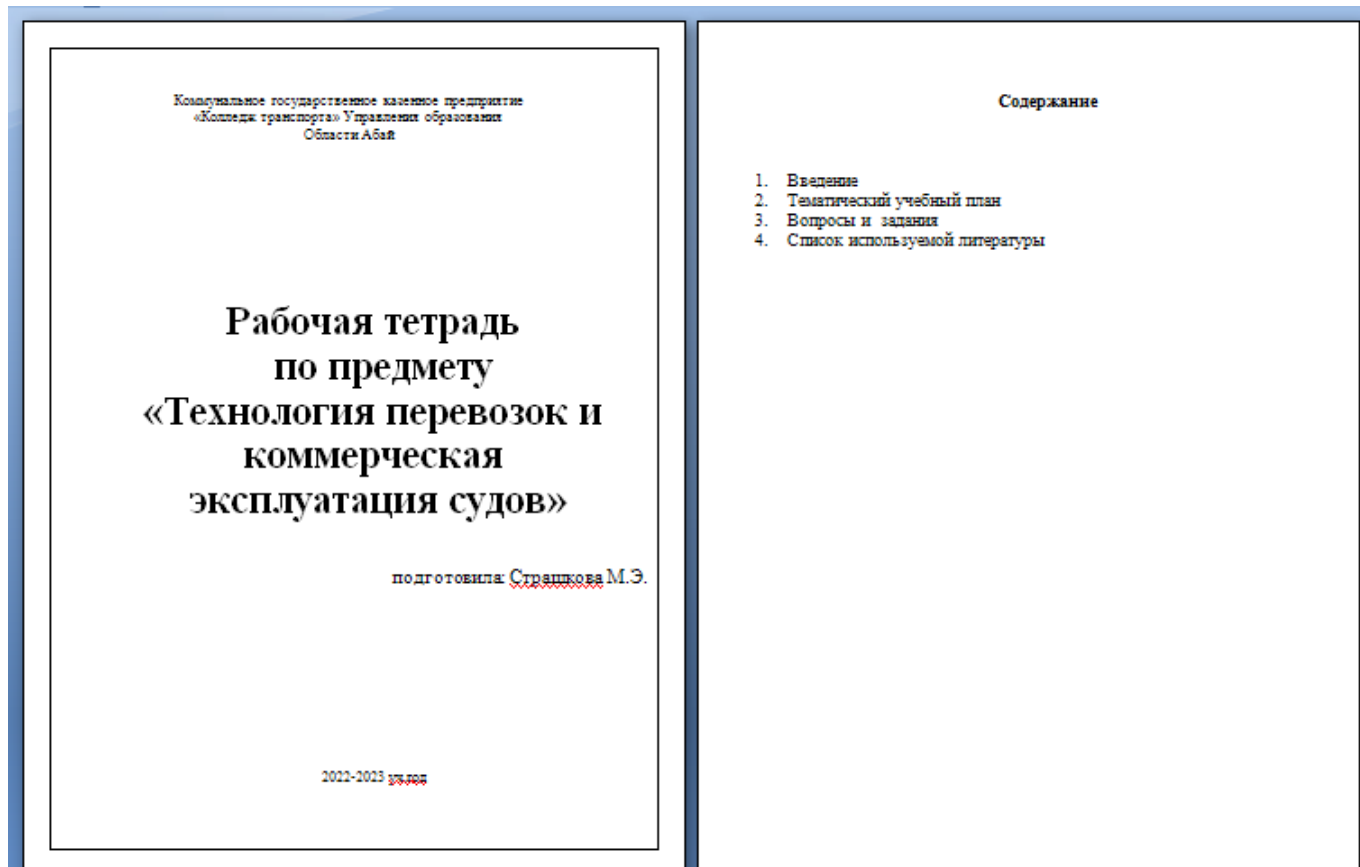 Коммунальное государственное казенное предприятие
«Колледж транспорта» Управления образования
Области Абай
Рабочая тетрадь
по предмету
«Технология перевозок и
коммерческая
эксплуатация судов»
подготовила: Страшкова М.Э.
2022-2023 уч.год
Содержание
1. Введение
2. Тематический учебный план
3. Вопросы и задания
4. Список используемой литературы